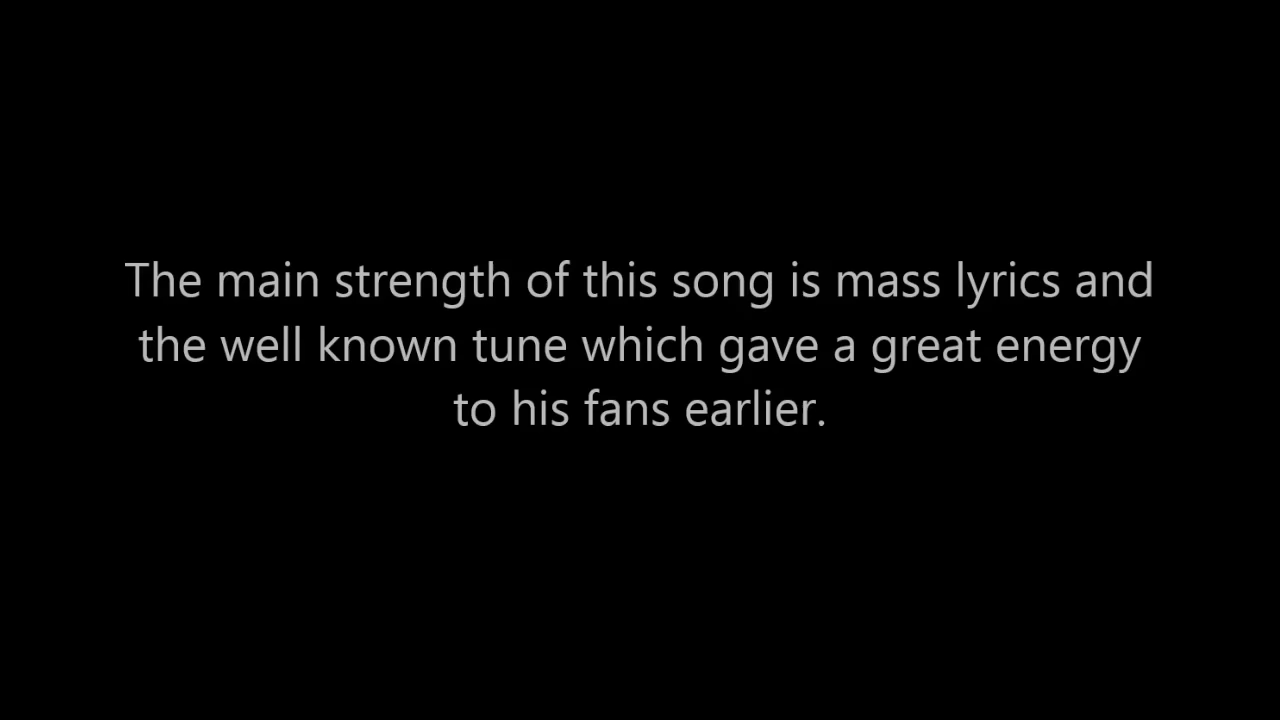 The main strength of this song is mass lyrics and
the well known tune which gave a great energy
to his fans earlier.